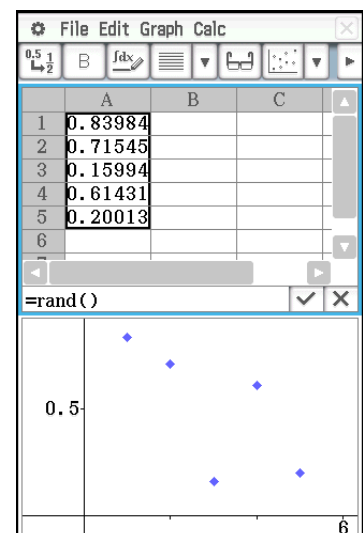 File Edit Graph Calc
0.5 1 2 B ∫dx
A B C
1 0.83984
2 0.71545
3 0.15994
4 0.61431
5 0.20013
6
=rand()
0.5
6